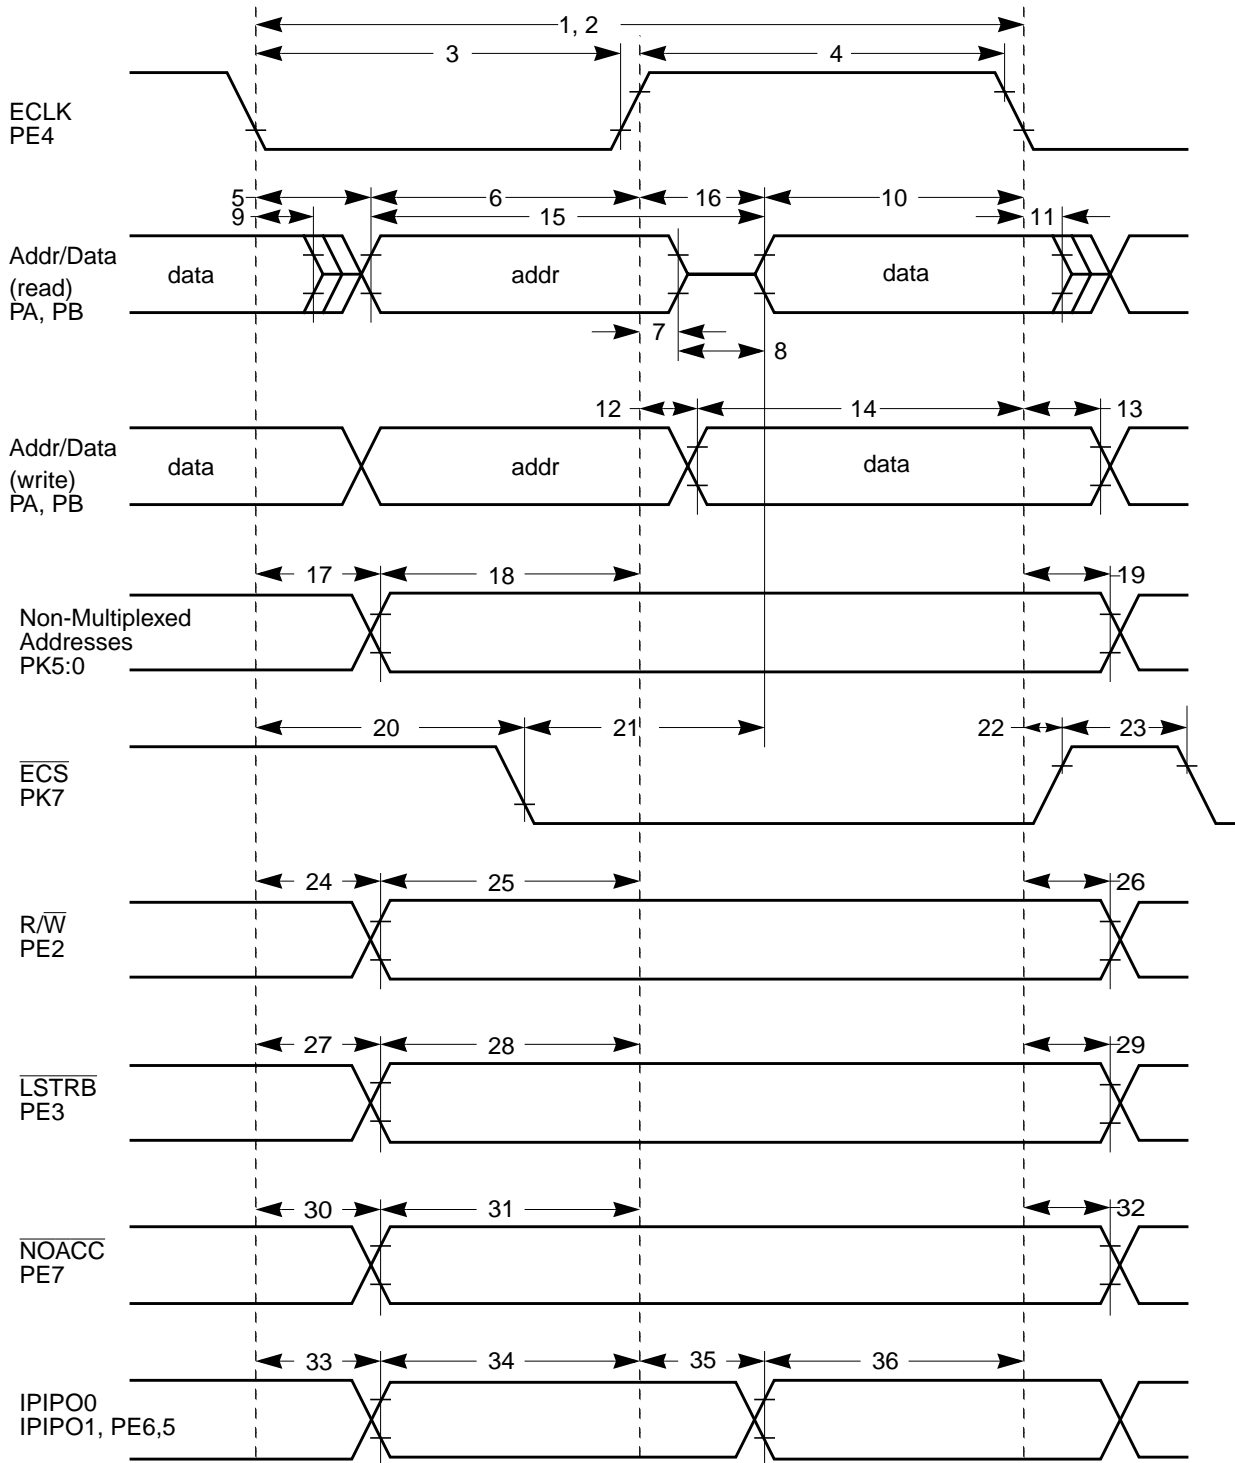 1, 2
3
4
ECLK
PE4
5
6
16
10
9
15
11
Addr/Data
(read)
PA, PB
data
addr
data
7
8
12
14
13
Addr/Data
(write)
PA, PB
data
addr
data
17
18
19
Non-Multiplexed
Addresses
PK5:0
20
21
22
23
ECS
PK7
24
25
26
R/W
PE2
27
28
29
LSTRB
PE3
30
31
32
NOACC
PE7
33
34
35
36
IPIPO0
IPIPO1, PE6,5